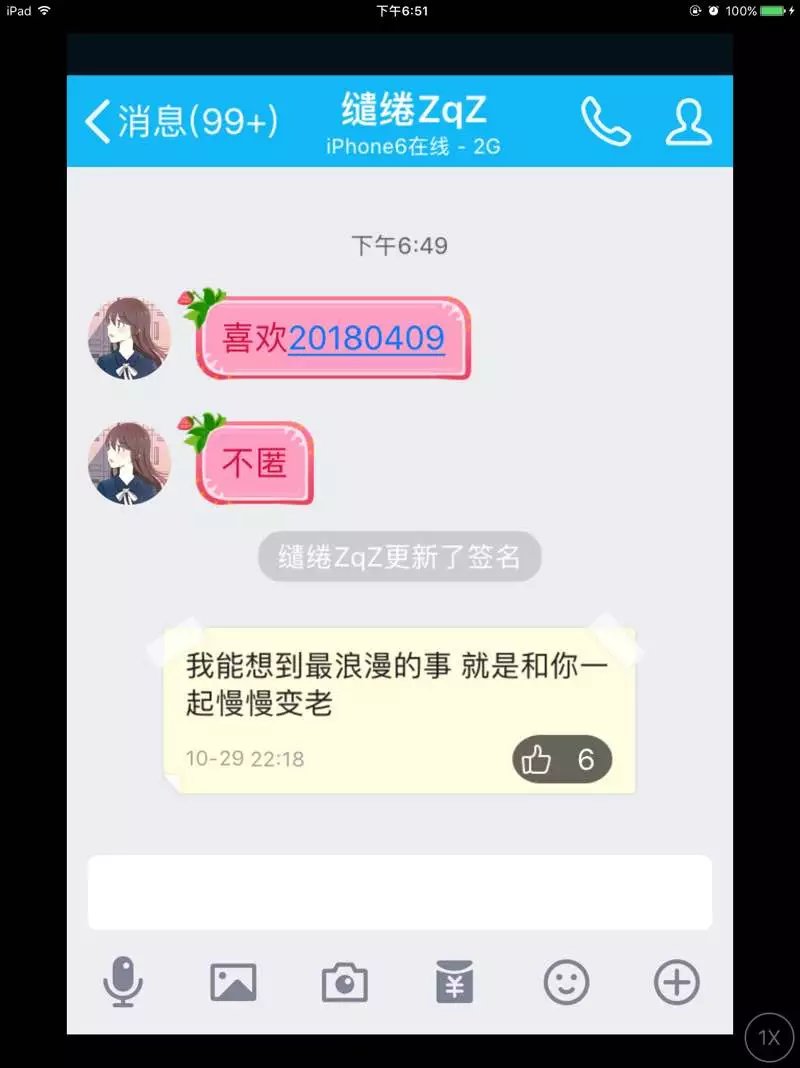 iPad 下午6:51 100%
消息(99+) 缱绻ZqZ
iPhone6在线 - 2G
下午6:49
喜欢20180409
不匿
缱绻ZqZ更新了签名
我能想到最浪漫的事 就是和你一
起慢慢变老
10-29 22:18 6
¥
1X